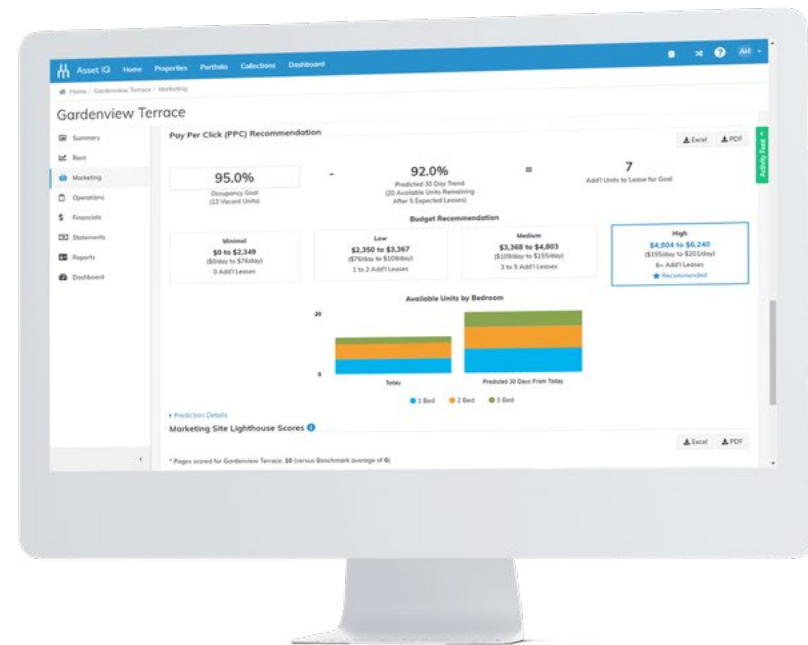 Asset IQ Home Properties Portfolio Collections Dashboard ? AH
Home / Gardenview Terrace / Marketing
Gardenview Terrace
Summary
Rent
Marketing
Operations
Financials
Statements
Reports
Dashboard
Pay Per Click (PPC) Recommendation
Excel PDF
Activity Feed
95.0% - 92.0% = 7
Occupancy Goal
(13 Vacant Units)
Predicted 30 Day Trend
(20 Available Units Remaining
After 5 Expected Leases)
Add'l Units to Lease for Goal
Budget Recommendation
Minimal
$0 to $2,349
($0/day to $76/day)
0 Add'l Leases
Low
$2,350 to $3,367
($76/day to $109/day)
1 to 2 Add'l Leases
Medium
$3,368 to $4,803
($109/day to $155/day)
3 to 5 Add'l Leases
High
$4,804 to $6,240
($155/day to $201/day)
6+ Add'l Leases
Recommended
Available Units by Bedroom
20
0
Today Predicted 30 Days From Today
1 Bed 2 Bed 3 Bed
Prediction Details
Marketing Site Lighthouse Scores
Excel PDF
* Pages scored for Gardenview Terrace: 10 (versus Benchmark average of 6)